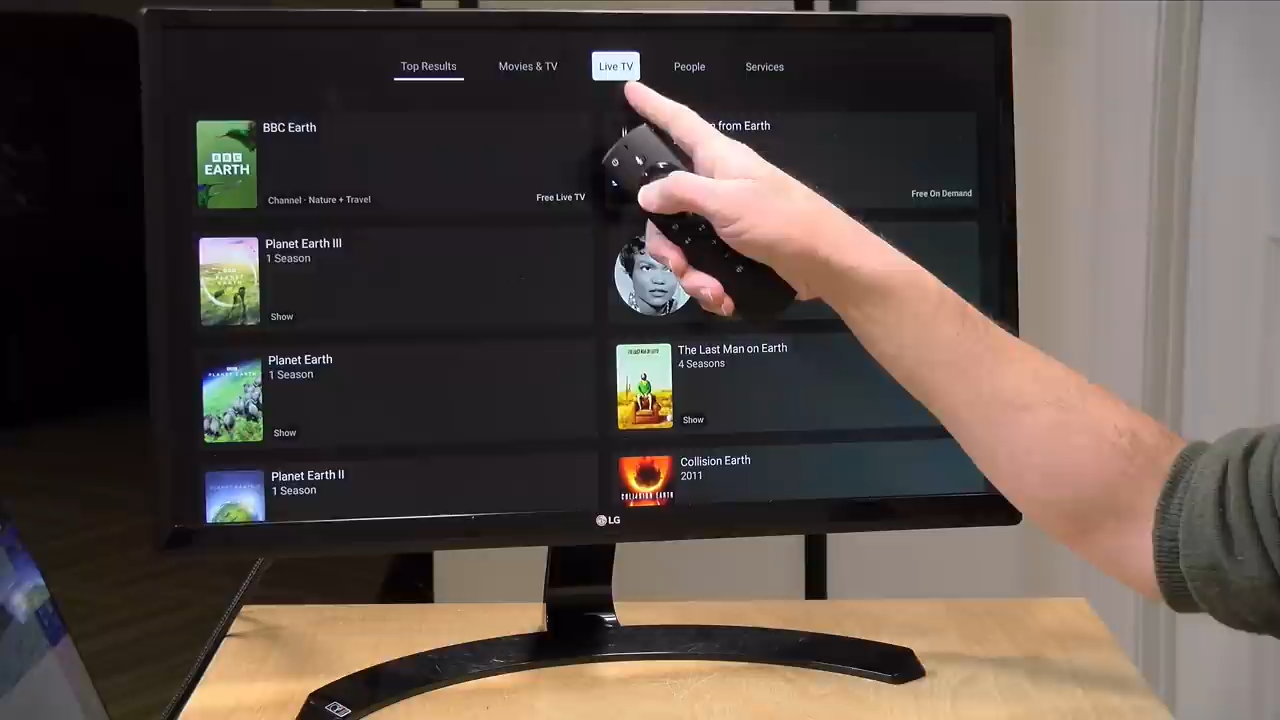 Top Results
Movies & TV
Live TV
People
Services
BBC Earth
Channel · Nature + Travel
Free Live TV
BBC
EARTH
from Earth
Free On Demand
Planet Earth III
1 Season
Show
Planet Earth
1 Season
Show
The Last Man on Earth
4 Seasons
Show
Planet Earth II
1 Season
Collision Earth
2011
COLLISION EARTH
LG